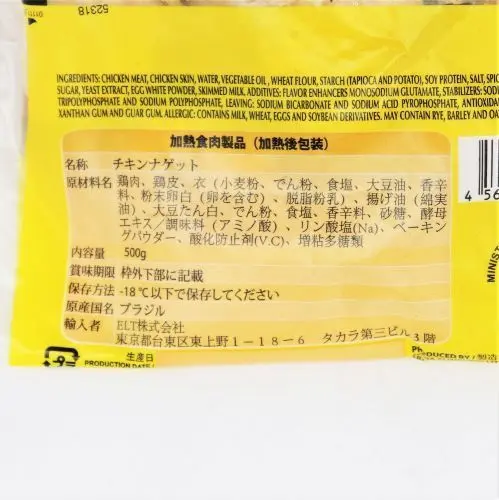 52318
INGREDIENTS: CHICKEN MEAT, CHICKEN SKIN, WATER, VEGETABLE OIL, WHEAT FLOUR, STARCH (TAPIOCA AND POTATO), SOY PROTEIN, SALT, SPIC
SUGAR, YEAST EXTRACT, EGG WHITE POWDER, SKIMMED MILK. ADDITIVES: FLAVOR ENHANCERS MONOSODIUM GLUTAMATE, STABILIZERS: SODI
TRIPOLYPHOSPHATE AND SODIUM POLYPHOSPHATE, LEAVING: SODIUM BICARBONATE AND SODIUM ACID PYROPHOSPHATE, ANTIOXIDAN
XANTHAN GUM AND GUAR GUM. ALLERGIC: CONTAINS MILK, WHEAT, EGGS AND SOYBEAN DERIVATIVES. MAY CONTAIN RYE, BARLEY AND OAT
加熱食肉製品(加熱後包装)
名称 チキンナゲット
原材料名 鶏肉、鶏皮、衣(小麦粉、でん粉、食塩、大豆油、香辛
料、粉末卵白(卵を含む)、脱脂粉乳)、揚げ油(綿実
油)、大豆たん白、でん粉、食塩、香辛料、砂糖、酵母
エキス/調味料(アミノ酸)、リン酸塩(Na)、ベーキン
グパウダー、酸化防止剤(V.C)、増粘多糖類
内容量 500g
賞味期限 枠外下部に記載
保存方法 -18℃以下で保存してください
原産国名 ブラジル
輸入者 ELT株式会社
東京都台東区東上野1-18-6 タカラ第三ビル3階
4 56
MINIST
生産日
PRODUCTION DATE /
ODUCED BY / 製造